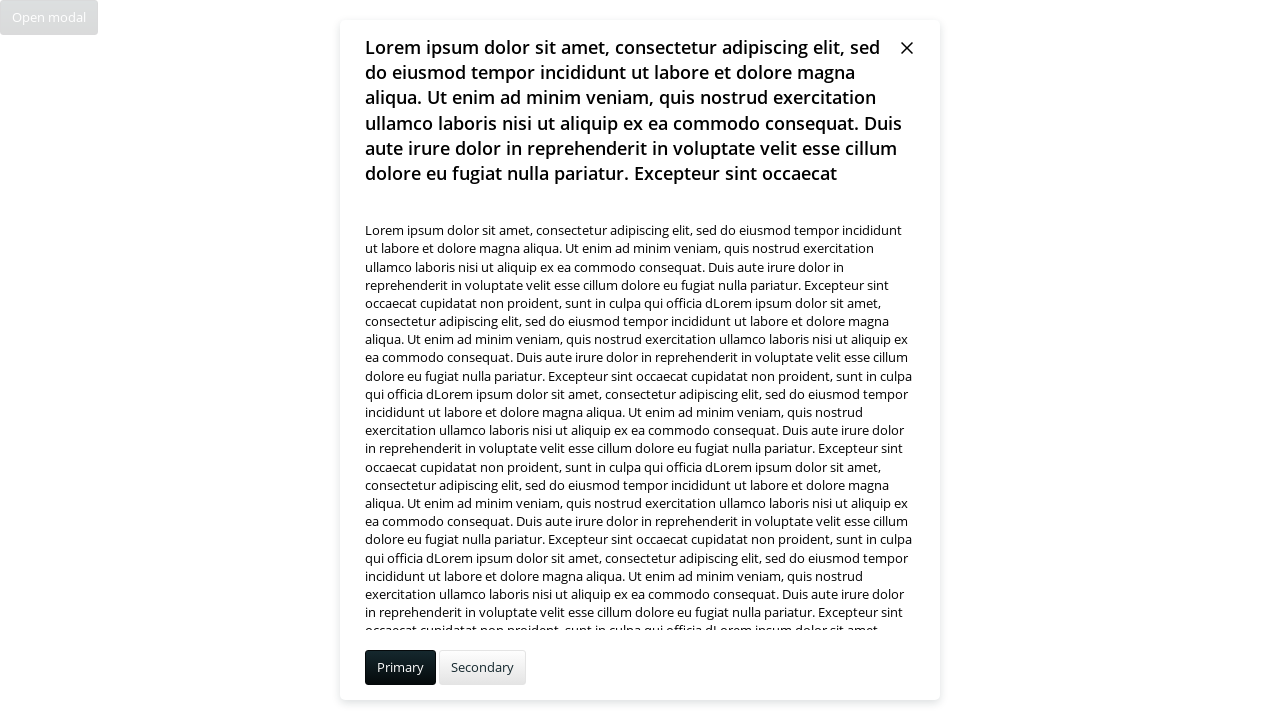 Open modal
Lorem ipsum dolor sit amet, consectetur adipiscing elit, sed
do eiusmod tempor incididunt ut labore et dolore magna
aliqua. Ut enim ad minim veniam, quis nostrud exercitation
ullamco laboris nisi ut aliquip ex ea commodo consequat. Duis
aute irure dolor in reprehenderit in voluptate velit esse cillum
dolore eu fugiat nulla pariatur. Excepteur sint occaecat
Lorem ipsum dolor sit amet, consectetur adipiscing elit, sed do eiusmod tempor incididunt
ut labore et dolore magna aliqua. Ut enim ad minim veniam, quis nostrud exercitation
ullamco laboris nisi ut aliquip ex ea commodo consequat. Duis aute irure dolor in
reprehenderit in voluptate velit esse cillum dolore eu fugiat nulla pariatur. Excepteur sint
occaecat cupidatat non proident, sunt in culpa qui officia dLorem ipsum dolor sit amet,
consectetur adipiscing elit, sed do eiusmod tempor incididunt ut labore et dolore magna
aliqua. Ut enim ad minim veniam, quis nostrud exercitation ullamco laboris nisi ut aliquip ex
ea commodo consequat. Duis aute irure dolor in reprehenderit in voluptate velit esse cillum
dolore eu fugiat nulla pariatur. Excepteur sint occaecat cupidatat non proident, sunt in culpa
qui officia dLorem ipsum dolor sit amet, consectetur adipiscing elit, sed do eiusmod tempor
incididunt ut labore et dolore magna aliqua. Ut enim ad minim veniam, quis nostrud
exercitation ullamco laboris nisi ut aliquip ex ea commodo consequat. Duis aute irure dolor
in reprehenderit in voluptate velit esse cillum dolore eu fugiat nulla pariatur. Excepteur sint
occaecat cupidatat non proident, sunt in culpa qui officia dLorem ipsum dolor sit amet,
consectetur adipiscing elit, sed do eiusmod tempor incididunt ut labore et dolore magna
aliqua. Ut enim ad minim veniam, quis nostrud exercitation ullamco laboris nisi ut aliquip ex
ea commodo consequat. Duis aute irure dolor in reprehenderit in voluptate velit esse cillum
dolore eu fugiat nulla pariatur. Excepteur sint occaecat cupidatat non proident, sunt in culpa
qui officia dLorem ipsum dolor sit amet, consectetur adipiscing elit, sed do eiusmod tempor
incididunt ut labore et dolore magna aliqua. Ut enim ad minim veniam, quis nostrud
exercitation ullamco laboris nisi ut aliquip ex ea commodo consequat. Duis aute irure dolor
in reprehenderit in voluptate velit esse cillum dolore eu fugiat nulla pariatur. Excepteur sint
occaecat cupidatat non proident, sunt in culpa qui officia dLorem ipsum dolor sit amet,
Primary
Secondary